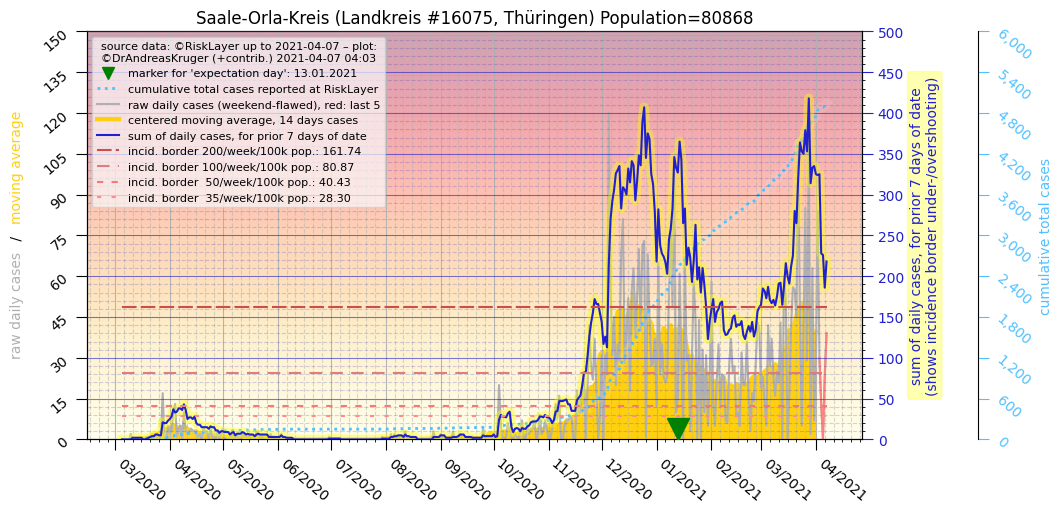 Saale-Orla-Kreis (Landkreis #16075, Thüringen) Population=80868
source data: ©RiskLayer up to 2021-04-07 – plot:
©DrAndreasKruger (+contrib.) 2021-04-07 04:03
marker for 'expectation day': 13.01.2021
cumulative total cases reported at RiskLayer
raw daily cases (weekend-flawed), red: last 5
centered moving average, 14 days cases
sum of daily cases, for prior 7 days of date
incid. border 200/week/100k pop.: 161.74
incid. border 100/week/100k pop.: 80.87
incid. border  50/week/100k pop.: 40.43
incid. border  35/week/100k pop.: 28.30
raw daily cases  /  moving average
150
135
120
105
90
75
60
45
30
15
0
03/2020
04/2020
05/2020
06/2020
07/2020
08/2020
09/2020
10/2020
11/2020
12/2020
01/2021
02/2021
03/2021
04/2021
500
450
400
350
300
250
200
150
100
50
0
sum of daily cases, for prior 7 days of date
(shows incidence border under-/overshooting)
6,000
5,400
4,800
4,200
3,600
3,000
2,400
1,800
1,200
600
0
cumulative total cases